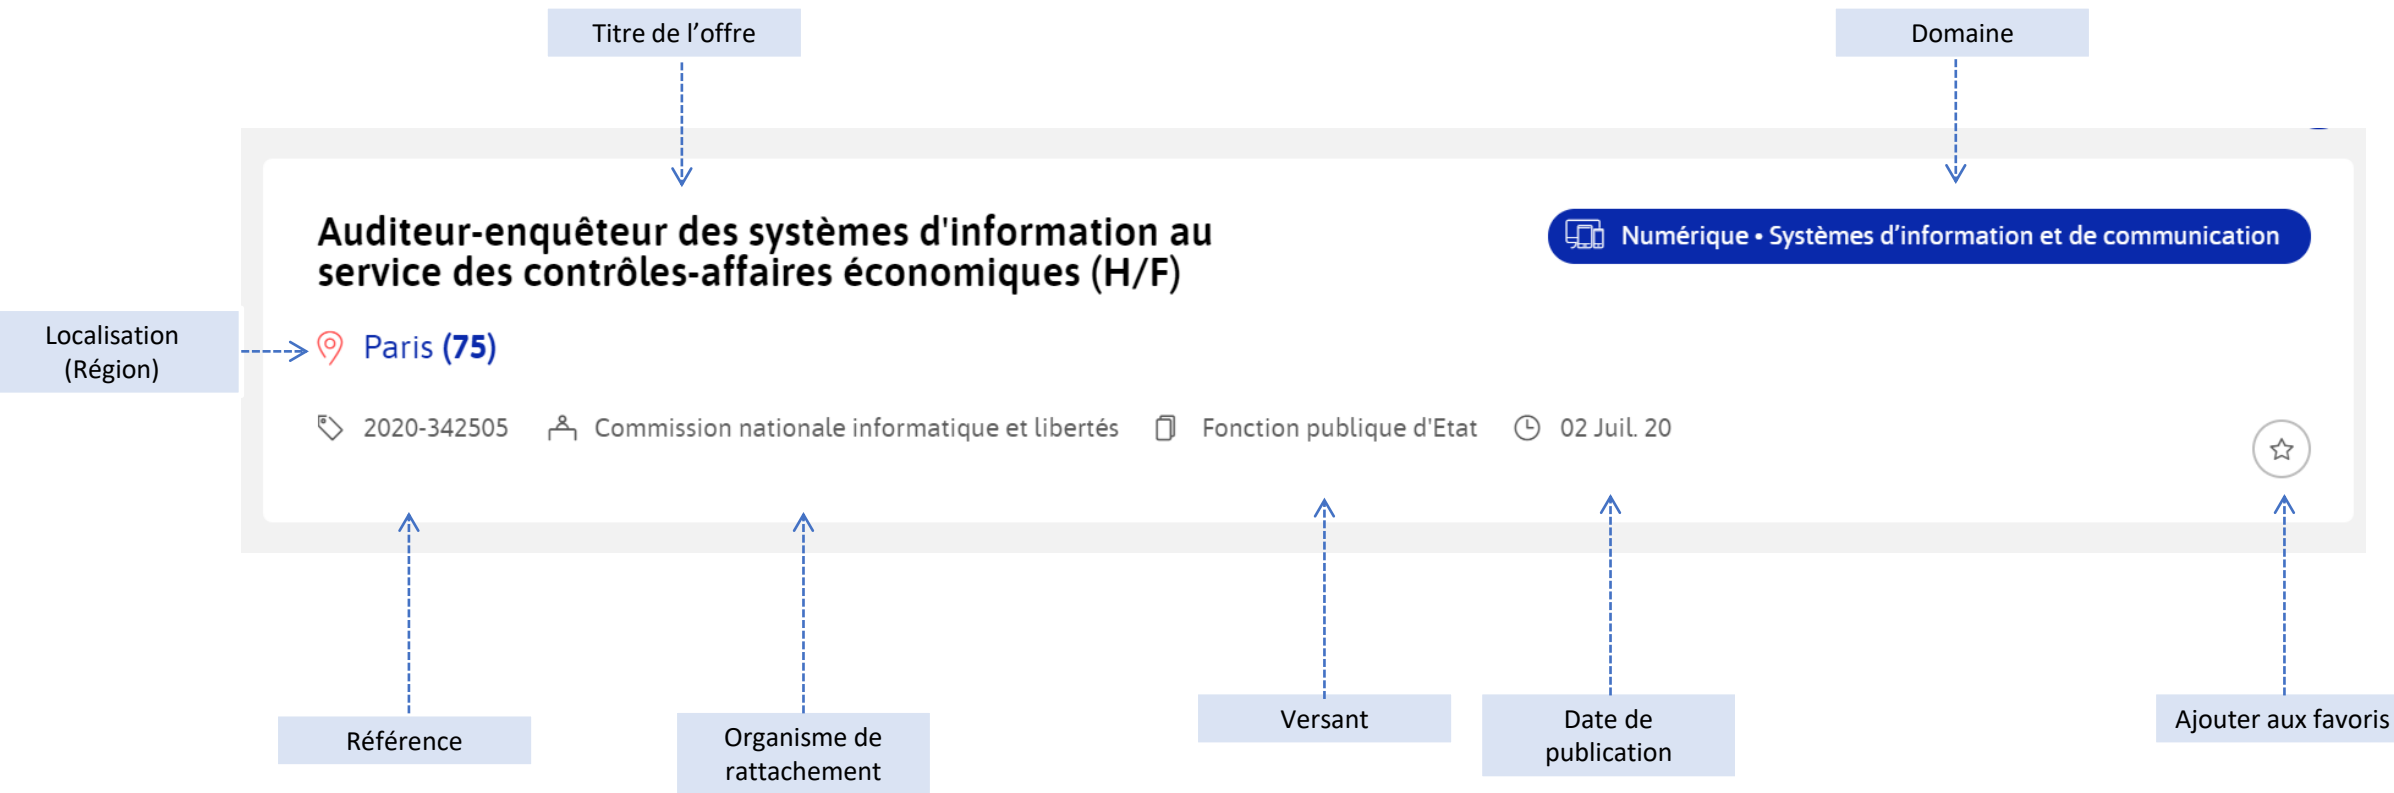 Titre de l’offre
Domaine
Auditeur-enquêteur des systèmes d'information au
service des contrôles-affaires économiques (H/F)
Numérique • Systèmes d’information et de communication
Localisation
(Région)
Paris (75)
2020-342505
Commission nationale informatique et libertés
Fonction publique d'Etat
02 Juil. 20
Référence
Organisme de
rattachement
Versant
Date de
publication
Ajouter aux favoris